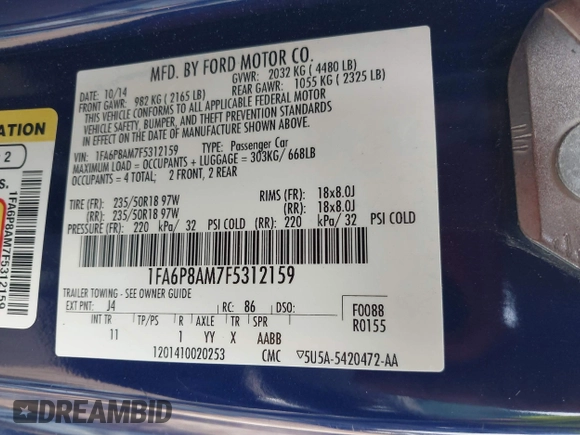 MFD. BY FORD MOTOR CO.
DATE: 10/14 GVWR: 2032 KG ( 4480 LB)
FRONT GAWR: 982 KG ( 2165 LB) REAR GAWR: 1055 KG ( 2325 LB)
THIS VEHICLE CONFORMS TO ALL APPLICABLE FEDERAL MOTOR
VEHICLE SAFETY, BUMPER, AND THEFT PREVENTION STANDARDS
IN EFFECT ON THE DATE OF MANUFACTURE SHOWN ABOVE.
VIN: 1FA6P8AM7F5312159 TYPE: Passenger Car
MAXIMUM LOAD = OCCUPANTS + LUGGAGE = 303KG/ 668LB
OCCUPANTS = 4 TOTAL; 2 FRONT, 2 REAR
TIRE (FR): 235/50R18 97W RIMS (FR): 18x8.0J
(RR): 235/50R18 97W (RR): 18x8.0J
PRESSURE (FR): 220 kPa/ 32 PSI COLD (RR): 220 kPa/ 32 PSI COLD
1FA6P8AM7F5312159
TRAILER TOWING - SEE OWNER GUIDE
EXT PNT: J4 RC: 86 DSO: F0088
R0155
INT TR TP/PS R AXLE TR SPR
11 1 YY X AABB
1201410020253 CMC ▽5U5A-5420472-AA
ATION
2
s.
1FA6P8AM7F5312159
DREAMBID